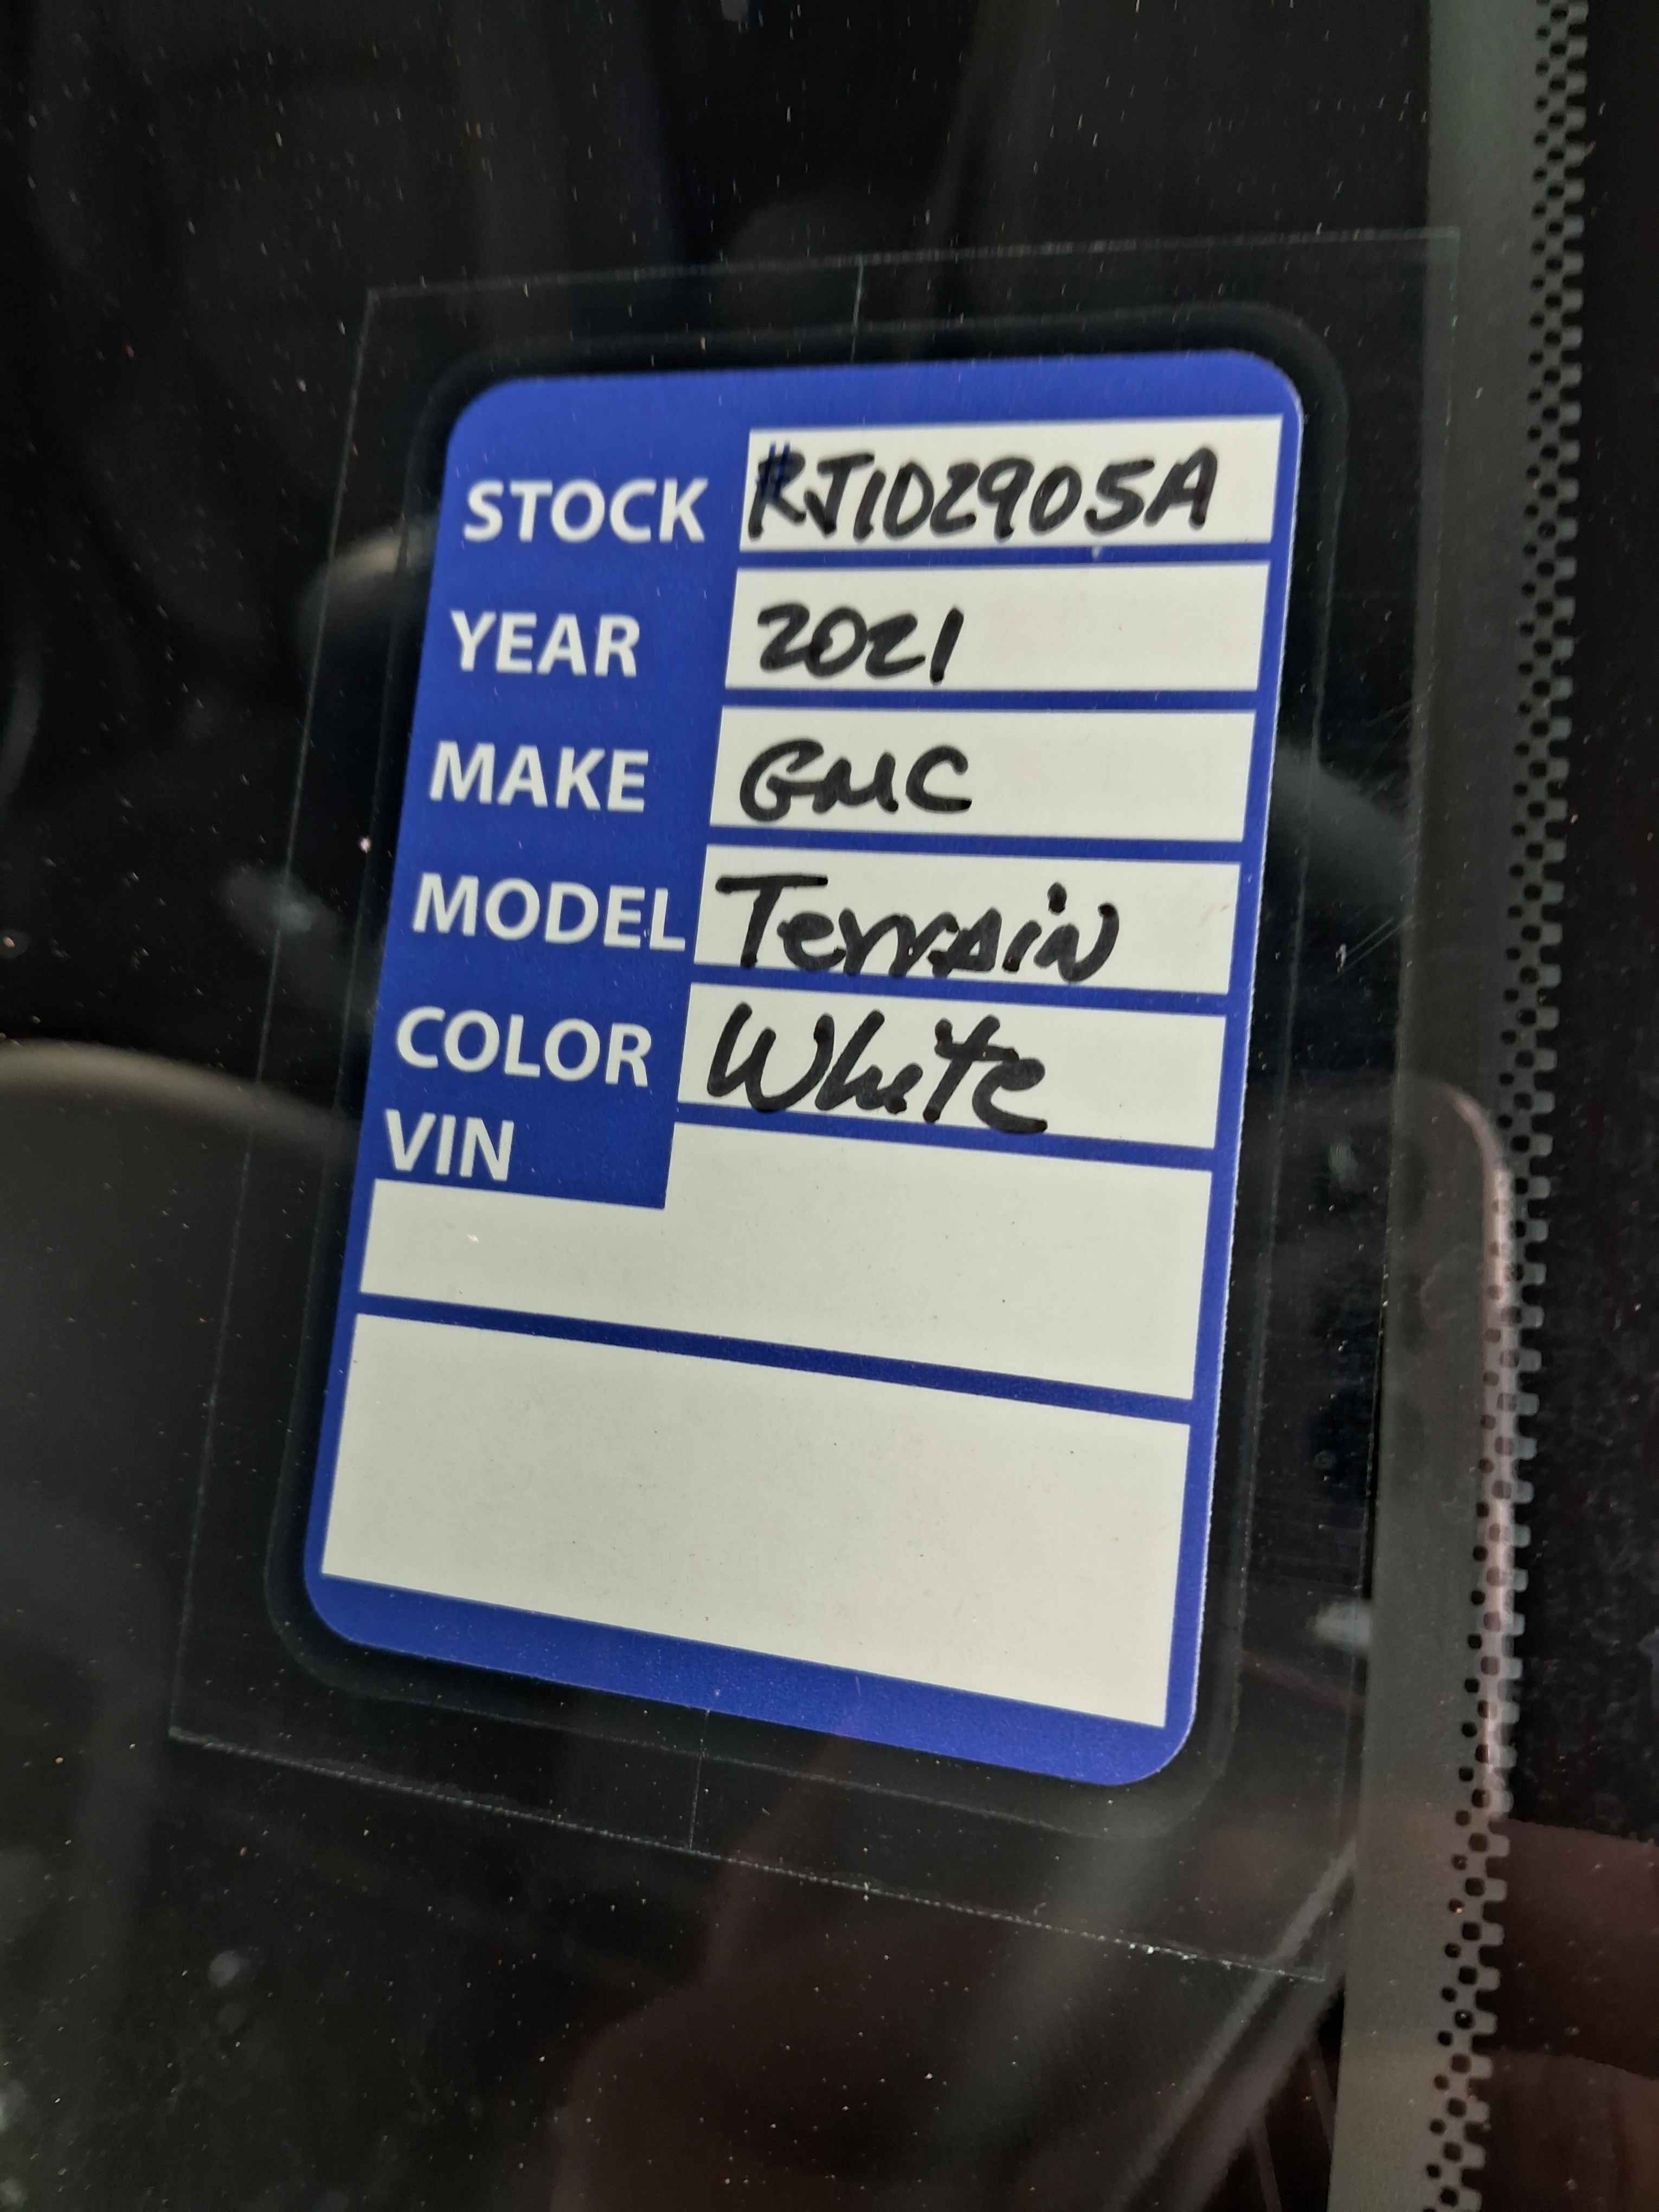 STOCK #RJ102905A
YEAR 2021
MAKE GMC
MODEL Terrain
COLOR White
VIN